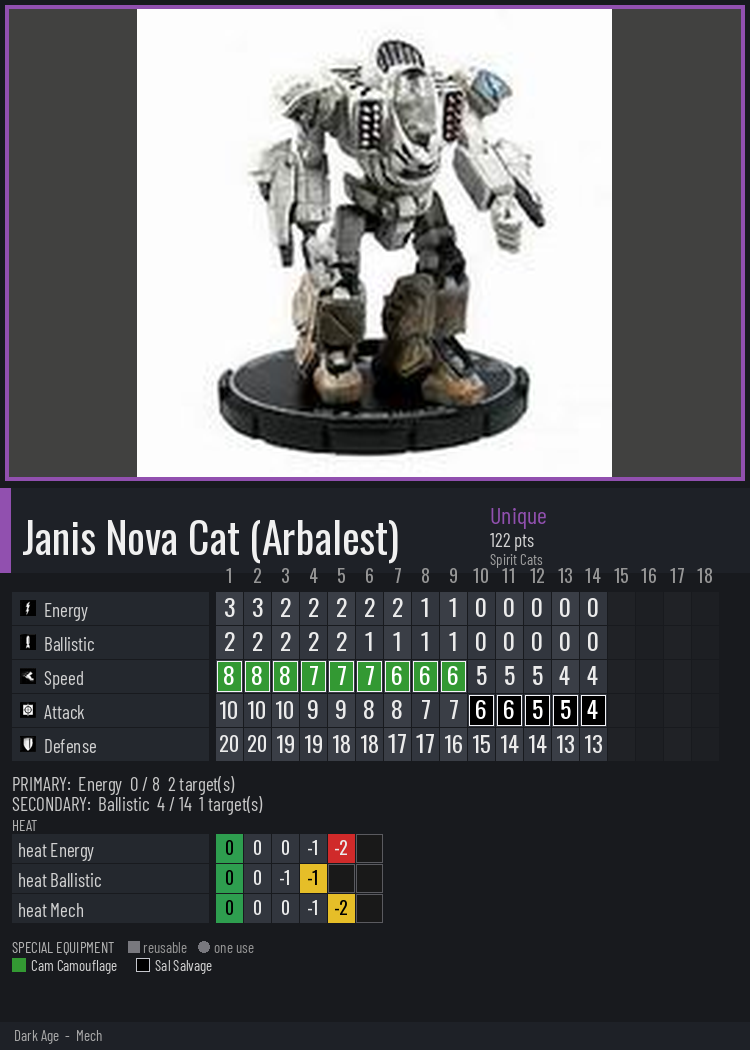 Janis Nova Cat (Arbalest)
Unique
122 pts
Spirit Cats
1 2 3 4 5 6 7 8 9 10 11 12 13 14 15 16 17 18
Energy 3 3 2 2 2 2 2 1 1 0 0 0 0 0
Ballistic 2 2 2 2 2 1 1 1 1 0 0 0 0 0
Speed 8 8 8 7 7 7 6 6 6 5 5 5 4 4
Attack 10 10 10 9 9 8 8 7 7 6 6 5 5 4
Defense 20 20 19 19 18 18 17 17 16 15 14 14 13 13
PRIMARY: Energy 0 / 8 2 target(s)
SECONDARY: Ballistic 4 / 14 1 target(s)
HEAT
heat Energy 0 0 0 -1 -2
heat Ballistic 0 0 -1 -1
heat Mech 0 0 0 -1 -2
SPECIAL EQUIPMENT reusable one use
Cam Camouflage Sal Salvage
Dark Age - Mech